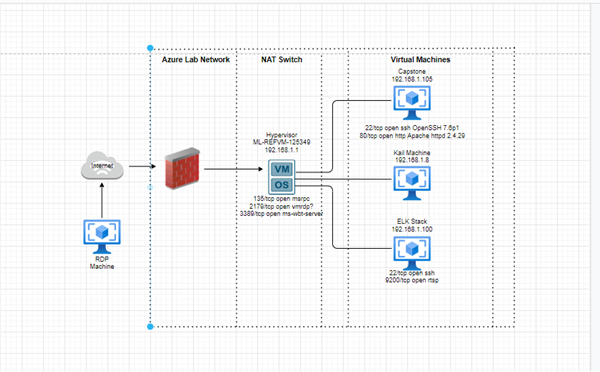 Azure Lab Network
NAT Switch
Virtual Machines
Capstone
192.168.1.105
22/tcp open ssh OpenSSH 7.6p1
80/tcp open http Apache httpd 2.4.29
Hypervisor
ML-REFVM-125349
192.168.1.1
VM
OS
135/tcp open msrpc
2179/tcp open vmrdp?
3389/tcp open ms-wbt-server
Kail Machine
192.168.1.8
Internet
RDP
Machine
ELK Stack
192.168.1.100
22/tcp open ssh
9200/tcp open rtsp